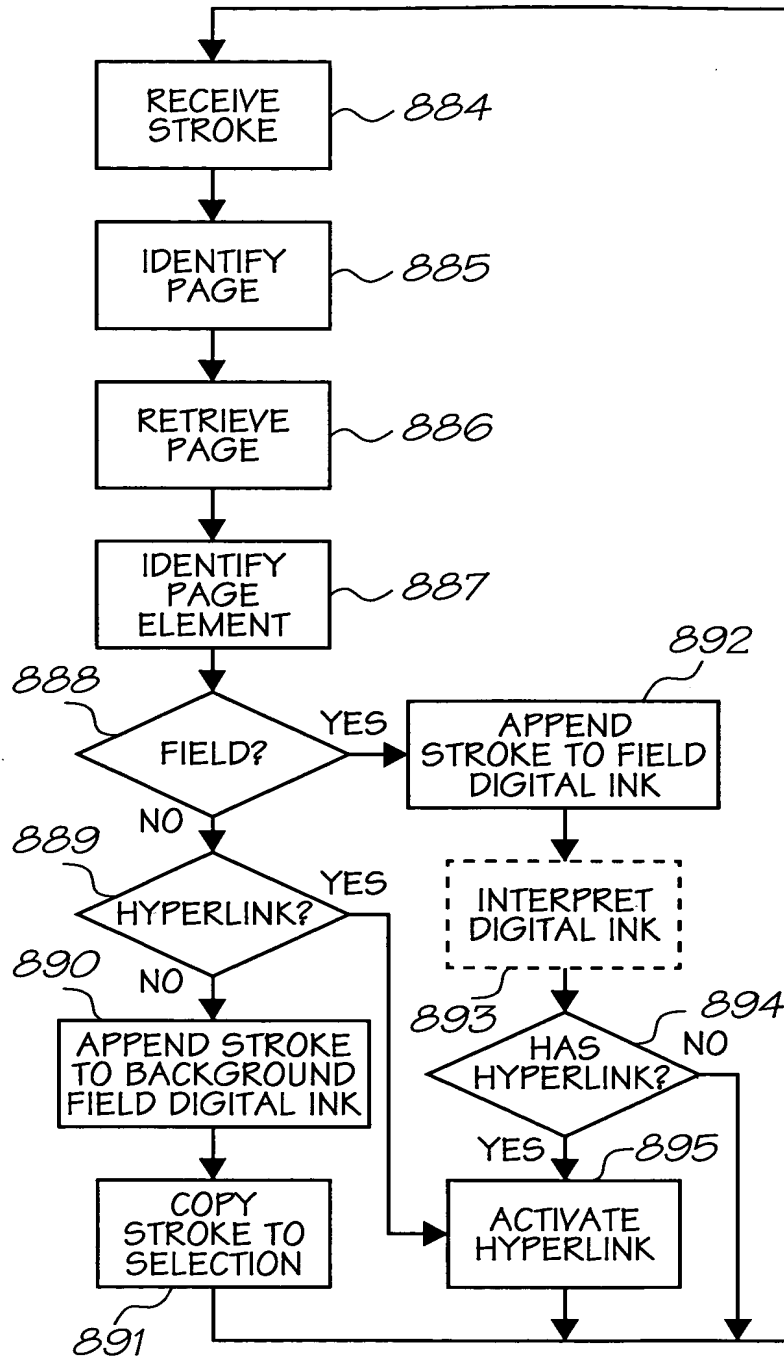 RECEIVE
STROKE
884
IDENTIFY
PAGE
885
RETRIEVE
PAGE
886
IDENTIFY
PAGE
ELEMENT
887
888
FIELD?
YES
NO
892
APPEND
STROKE TO FIELD
DIGITAL INK
889
HYPERLINK?
YES
NO
INTERPRET
DIGITAL INK
893
890
APPEND STROKE
TO BACKGROUND
FIELD DIGITAL INK
894
HAS
HYPERLINK?
NO
YES
895
COPY
STROKE TO
SELECTION
891
ACTIVATE
HYPERLINK